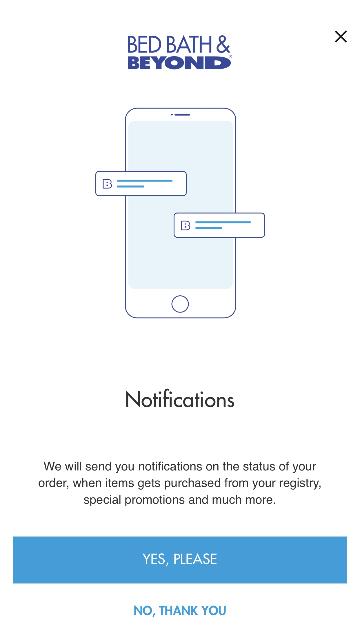 BED BATH &
BEYOND
B
B
Notifications
We will send you notifications on the status of your
order, when items gets purchased from your registry,
special promotions and much more.
YES, PLEASE
NO, THANK YOU